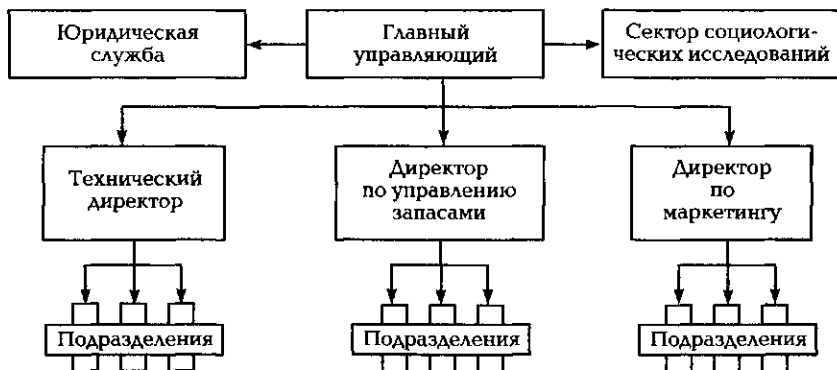 Юридическая
служба
Главный
управляющий
Сектор социологи-
ческих исследований
Технический
директор
Директор
по управлению
запасами
Директор
по
маркетингу
Подразделения
Подразделения
Подразделения